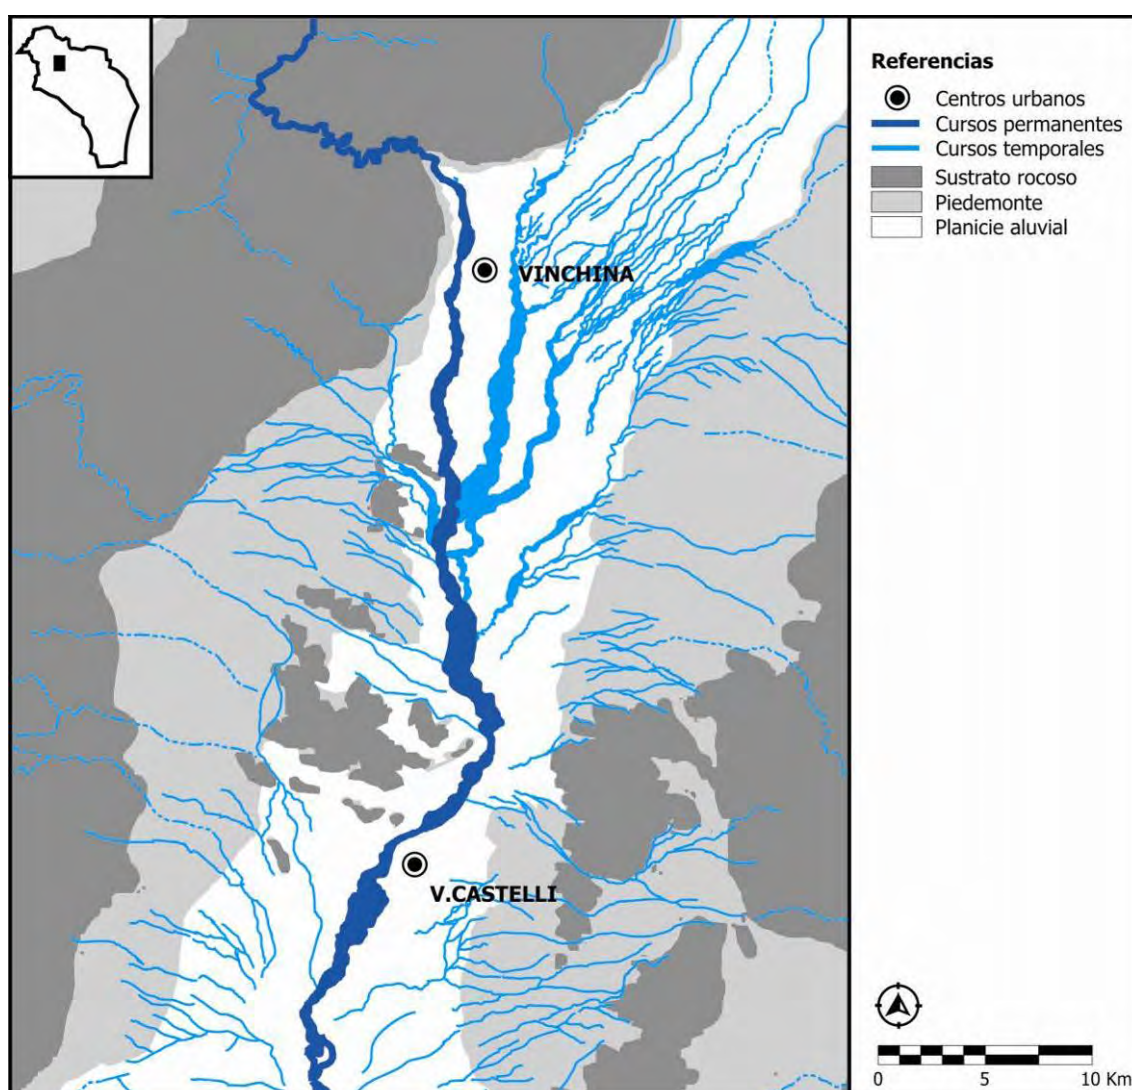 Referencias
Centros urbanos
Cursos permanentes
Cursos temporales
Sustrato rocoso
Piedemonte
Planicie aluvial
VINCHINA
V.CASTELLI
0 5 10 Km